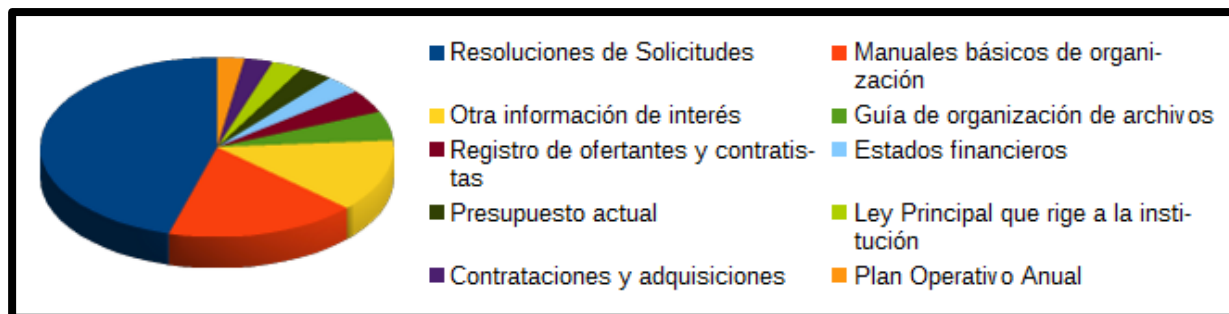 Resoluciones de Solicitudes
Manuales básicos de organi-
zación
Otra información de interés
Guía de organización de archivos
Registro de ofertantes y contratis-
tas
Estados financieros
Presupuesto actual
Ley Principal que rige a la insti-
tución
Contrataciones y adquisiciones
Plan Operativo Anual